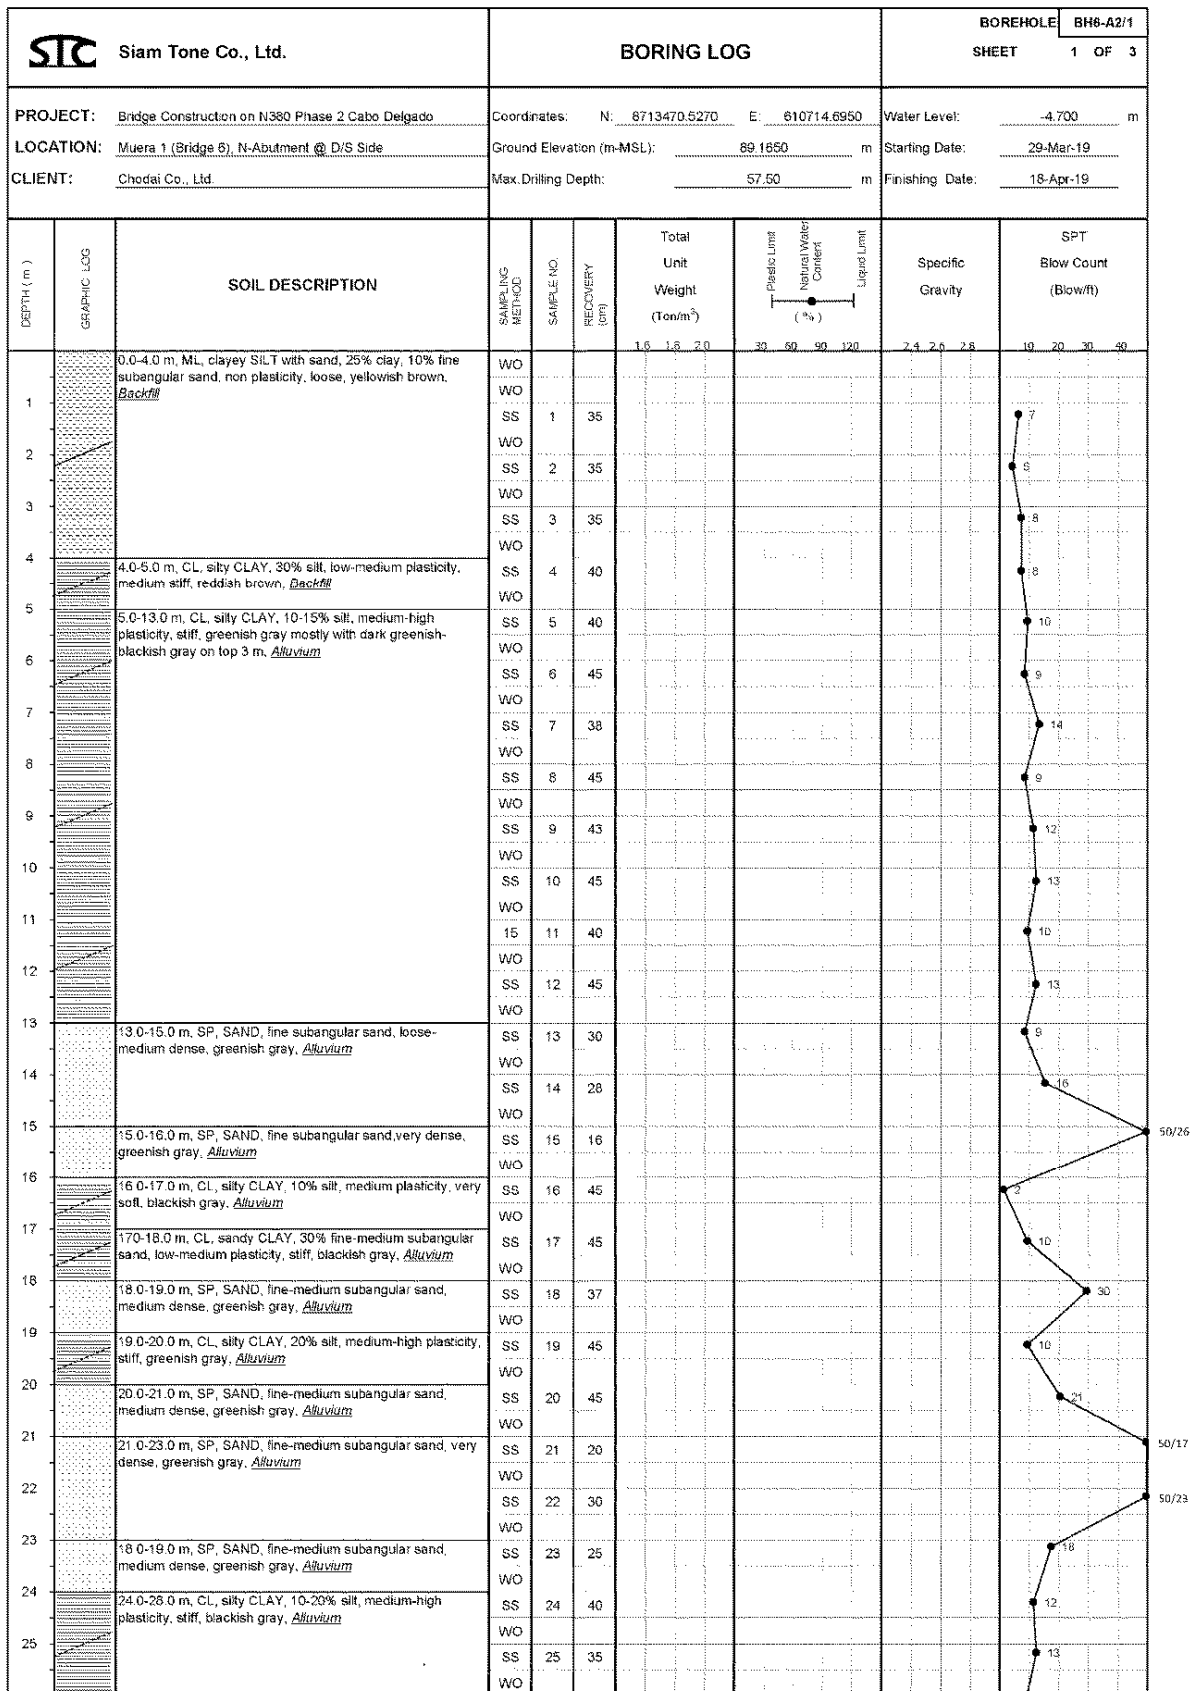 STC Siam Tone Co., Ltd.
BORING LOG
BOREHOLE BH6-A2/1
SHEET 1 OF 3
PROJECT: Bridge Construction on N380 Phase 2 Cabo Delgado
LOCATION: Muera 1 (Bridge 6), N-Abutment @ D/S Side
CLIENT: Chodai Co., Ltd.
Coordinates: N: 8713470.5270 E: 610714.6950
Ground Elevation (m-MSL): 89.1650 m
Max.Drilling Depth: 57.50 m
Water Level: -4.700 m
Starting Date: 29-Mar-19
Finishing Date: 18-Apr-19
DEPTH ( m )
GRAPHIC LOG
SOIL DESCRIPTION
SAMPLING METHOD
SAMPLE NO.
RECOVERY (cm)
Total
Unit
Weight
(Ton/m³)
1.6 1.8 2.0
Plastic Limit
Natural Water Content
Liquid Limit
( % )
30 60 90 120
Specific
Gravity
2.4 2.6 2.8
SPT
Blow Count
(Blow/ft)
10 20 30 40
0.0-4.0 m, ML, clayey SILT with sand, 25% clay, 10% fine
subangular sand, non plasticity, loose, yellowish brown,
Backfill
WO
WO
1 SS 1 35 7
WO
2 SS 2 35 5
WO
3 SS 3 35 8
WO
4.0-5.0 m, CL, silty CLAY, 30% silt, low-medium plasticity,
medium stiff, reddish brown, Backfill
4 SS 4 40 8
WO
5.0-13.0 m, CL, silty CLAY, 10-15% silt, medium-high
plasticity, stiff, greenish gray mostly with dark greenish-
blackish gray on top 3 m, Alluvium
5 SS 5 40 10
WO
6 SS 6 45 9
WO
7 SS 7 38 14
WO
8 SS 8 45 9
WO
9 SS 9 43 12
WO
10 SS 10 45 13
WO
11 15 11 40 10
WO
12 SS 12 45 13
WO
13.0-15.0 m, SP, SAND, fine subangular sand, loose-
medium dense, greenish gray, Alluvium
13 SS 13 30 9
WO
14 SS 14 28 16
WO
15.0-16.0 m, SP, SAND, fine subangular sand,very dense,
greenish gray, Alluvium
15 SS 15 16 50/26
WO
16.0-17.0 m, CL, silty CLAY, 10% silt, medium plasticity, very
soft, blackish gray, Alluvium
16 SS 16 45 2
WO
170-18.0 m, CL, sandy CLAY, 30% fine-medium subangular
sand, low-medium plasticity, stiff, blackish gray, Alluvium
17 SS 17 45 10
WO
18.0-19.0 m, SP, SAND, fine-medium subangular sand,
medium dense, greenish gray, Alluvium
18 SS 18 37 30
WO
19.0-20.0 m, CL, silty CLAY, 20% silt, medium-high plasticity,
stiff, greenish gray, Alluvium
19 SS 19 45 10
WO
20.0-21.0 m, SP, SAND, fine-medium subangular sand,
medium dense, greenish gray, Alluvium
20 SS 20 45 21
WO
21.0-23.0 m, SP, SAND, fine-medium subangular sand, very
dense, greenish gray, Alluvium
21 SS 21 20 50/17
WO
22 SS 22 30 50/23
WO
18.0-19.0 m, SP, SAND, fine-medium subangular sand,
medium dense, greenish gray, Alluvium
23 SS 23 25 18
WO
24.0-28.0 m, CL, silty CLAY, 10-20% silt, medium-high
plasticity, stiff, blackish gray, Alluvium
24 SS 24 40 12
WO
25 SS 25 35 13
WO